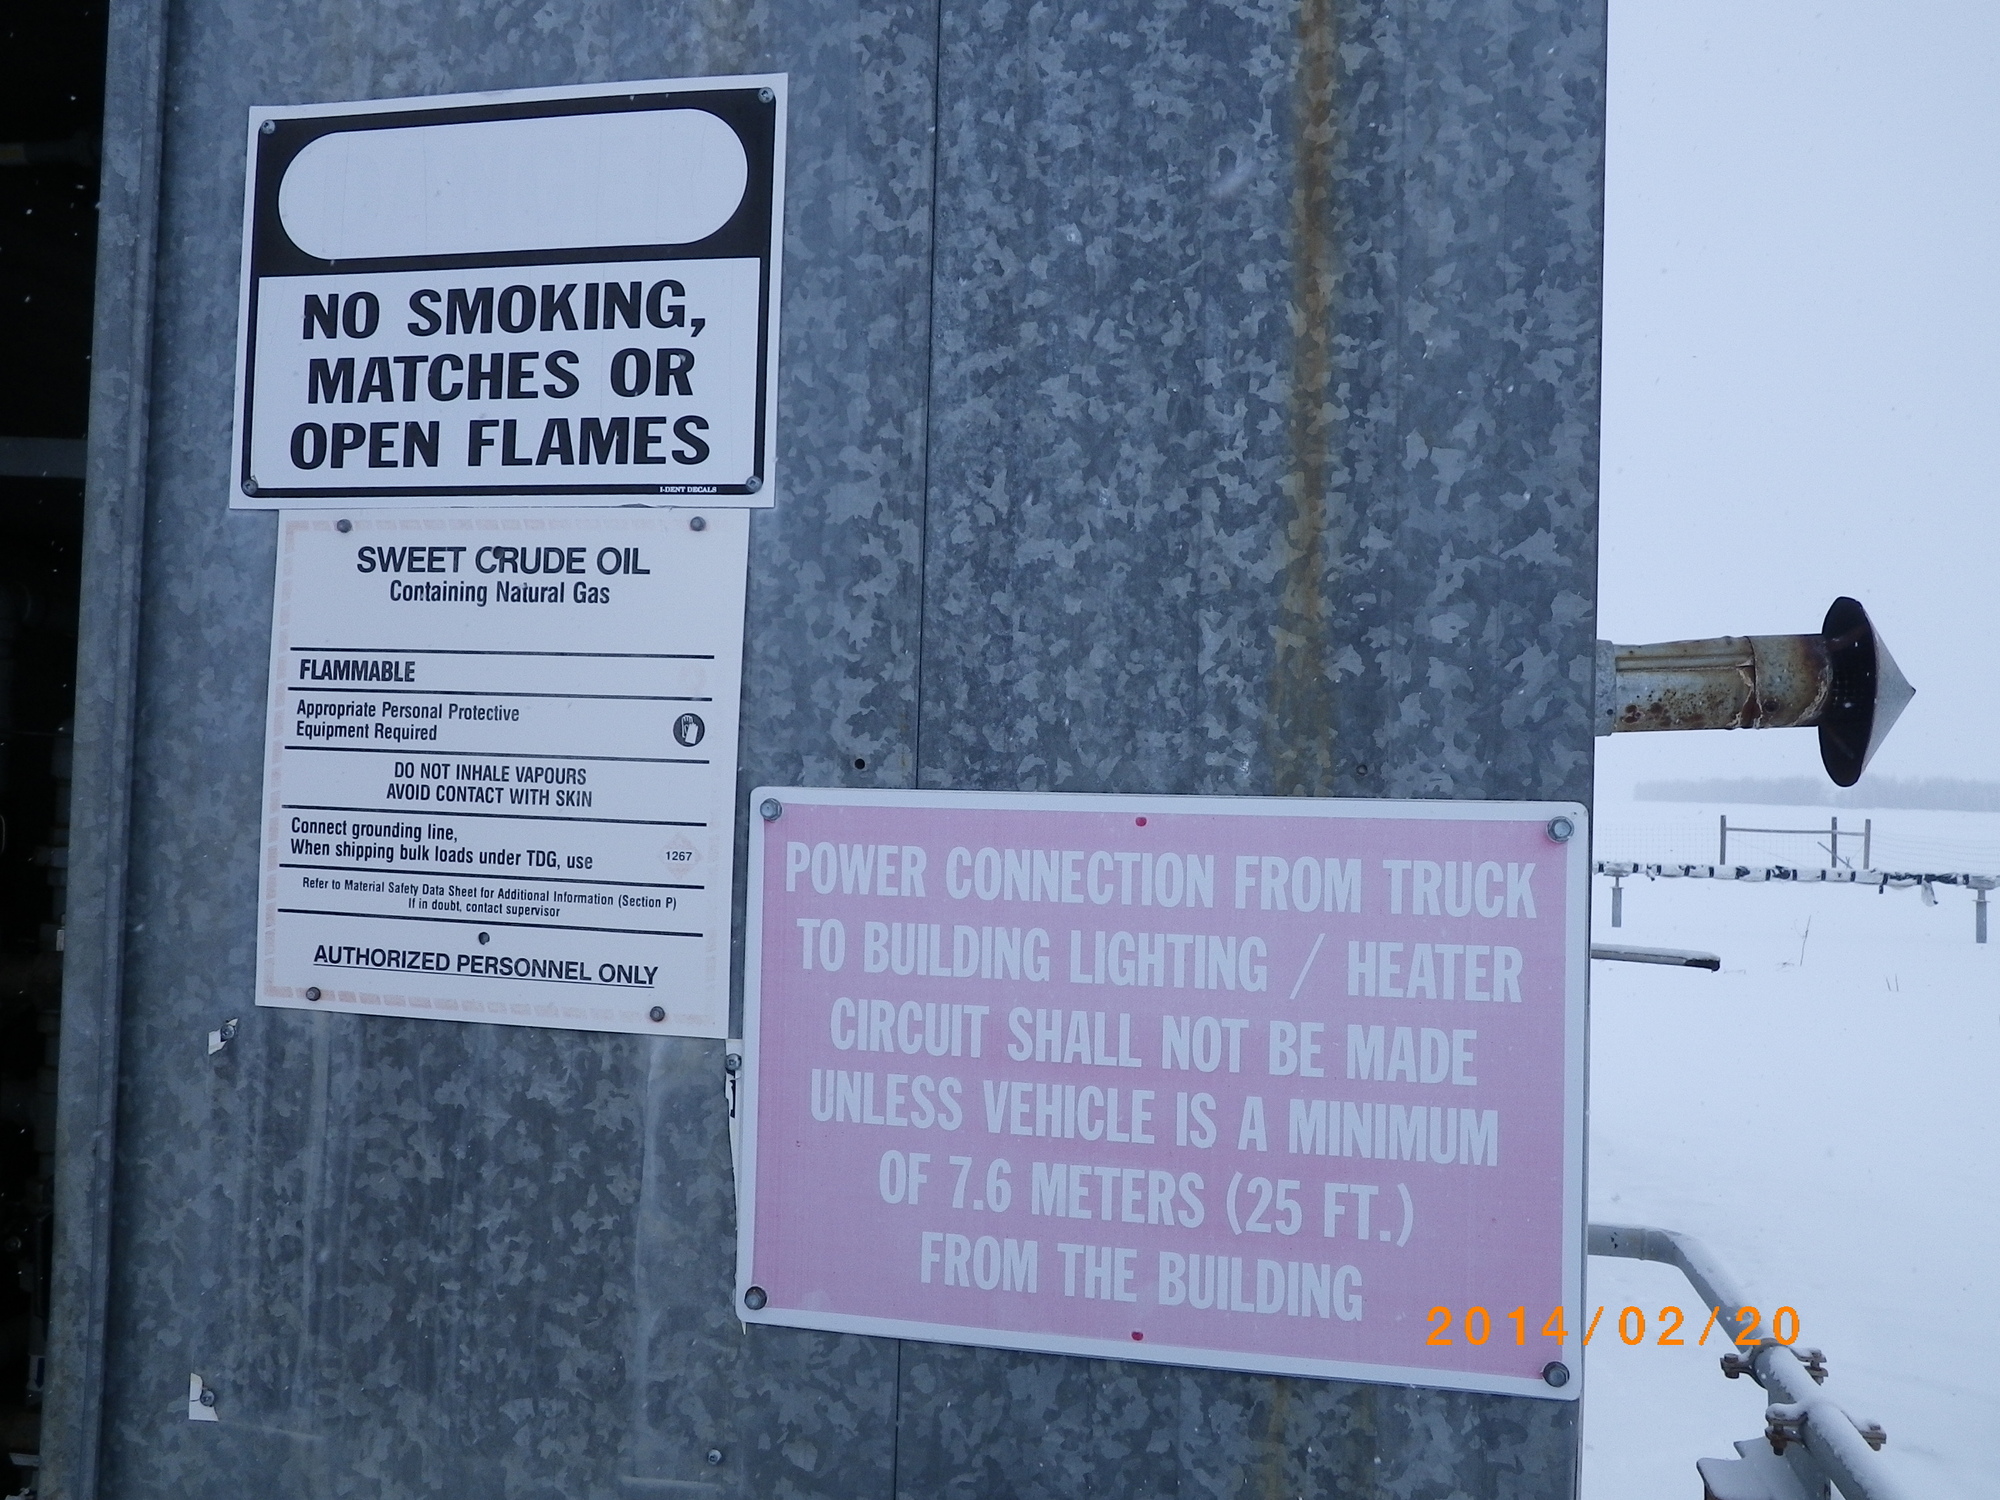 NO SMOKING,
MATCHES OR
OPEN FLAMES
I-DENT DECALS
SWEET CRUDE OIL
Containing Natural Gas
FLAMMABLE
Appropriate Personal Protective
Equipment Required
DO NOT INHALE VAPOURS
AVOID CONTACT WITH SKIN
Connect grounding line,
When shipping bulk loads under TDG, use
1267
Refer to Material Safety Data Sheet for Additional Information (Section P)
If in doubt, contact supervisor
AUTHORIZED PERSONNEL ONLY
POWER CONNECTION FROM TRUCK
TO BUILDING LIGHTING / HEATER
CIRCUIT SHALL NOT BE MADE
UNLESS VEHICLE IS A MINIMUM
OF 7.6 METERS (25 FT.)
FROM THE BUILDING
2014/02/20